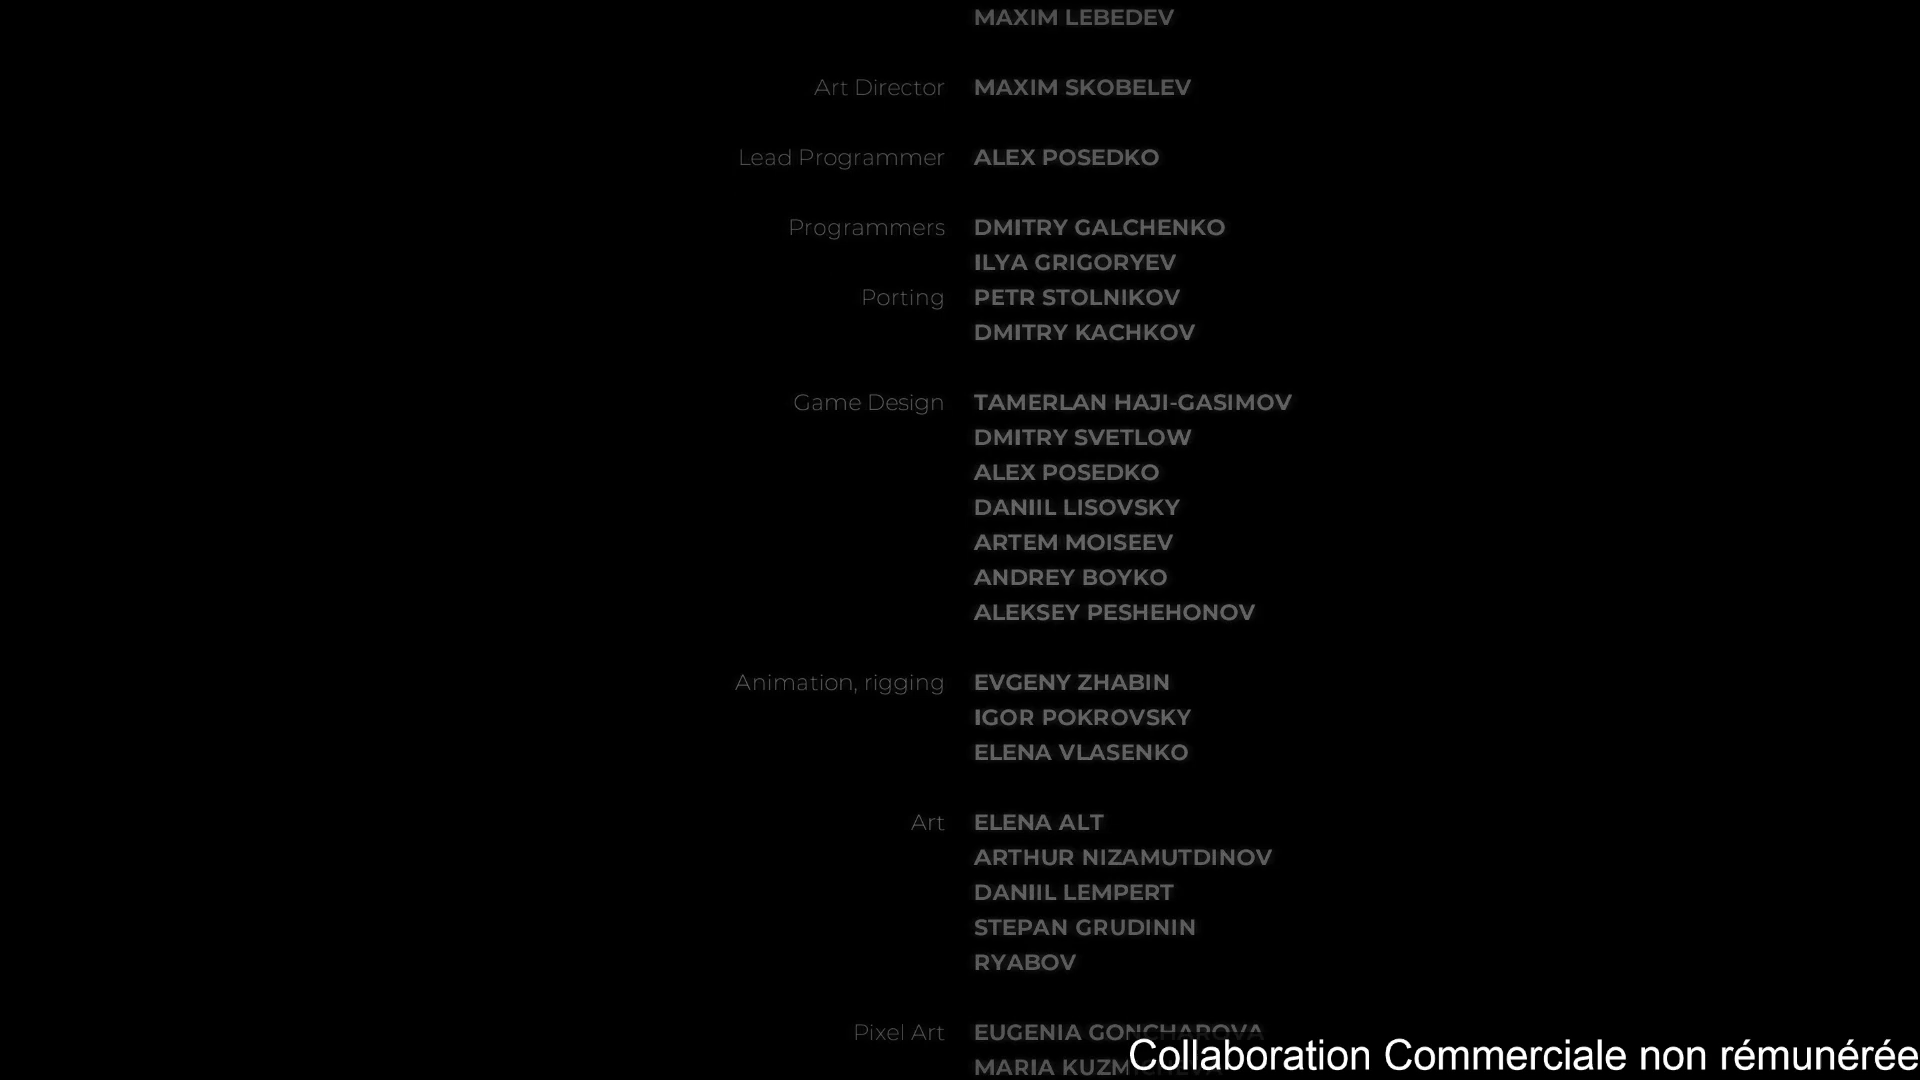 MAXIM LEBEDEV
Art Director MAXIM SKOBELEV
Lead Programmer ALEX POSEDKO
Programmers DMITRY GALCHENKO
ILYA GRIGORYEV
Porting PETR STOLNIKOV
DMITRY KACHKOV
Game Design TAMERLAN HAJI-GASIMOV
DMITRY SVETLOW
ALEX POSEDKO
DANIIL LISOVSKY
ARTEM MOISEEV
ANDREY BOYKO
ALEKSEY PESHEHONOV
Animation, rigging EVGENY ZHABIN
IGOR POKROVSKY
ELENA VLASENKO
Art ELENA ALT
ARTHUR NIZAMUTDINOV
DANIIL LEMPERT
STEPAN GRUDININ
RYABOV
Pixel Art EUGENIA GONCHAROVA
MARIA
Collaboration Commerciale non rémunérée